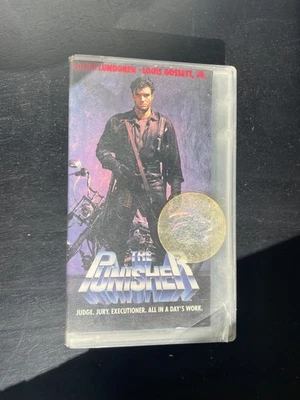 LUNDGREN · LOUIS GOSSETT, JR.
THE
PUNISHER
JUDGE. JURY. EXECUTIONER. ALL IN A DAY'S WORK.